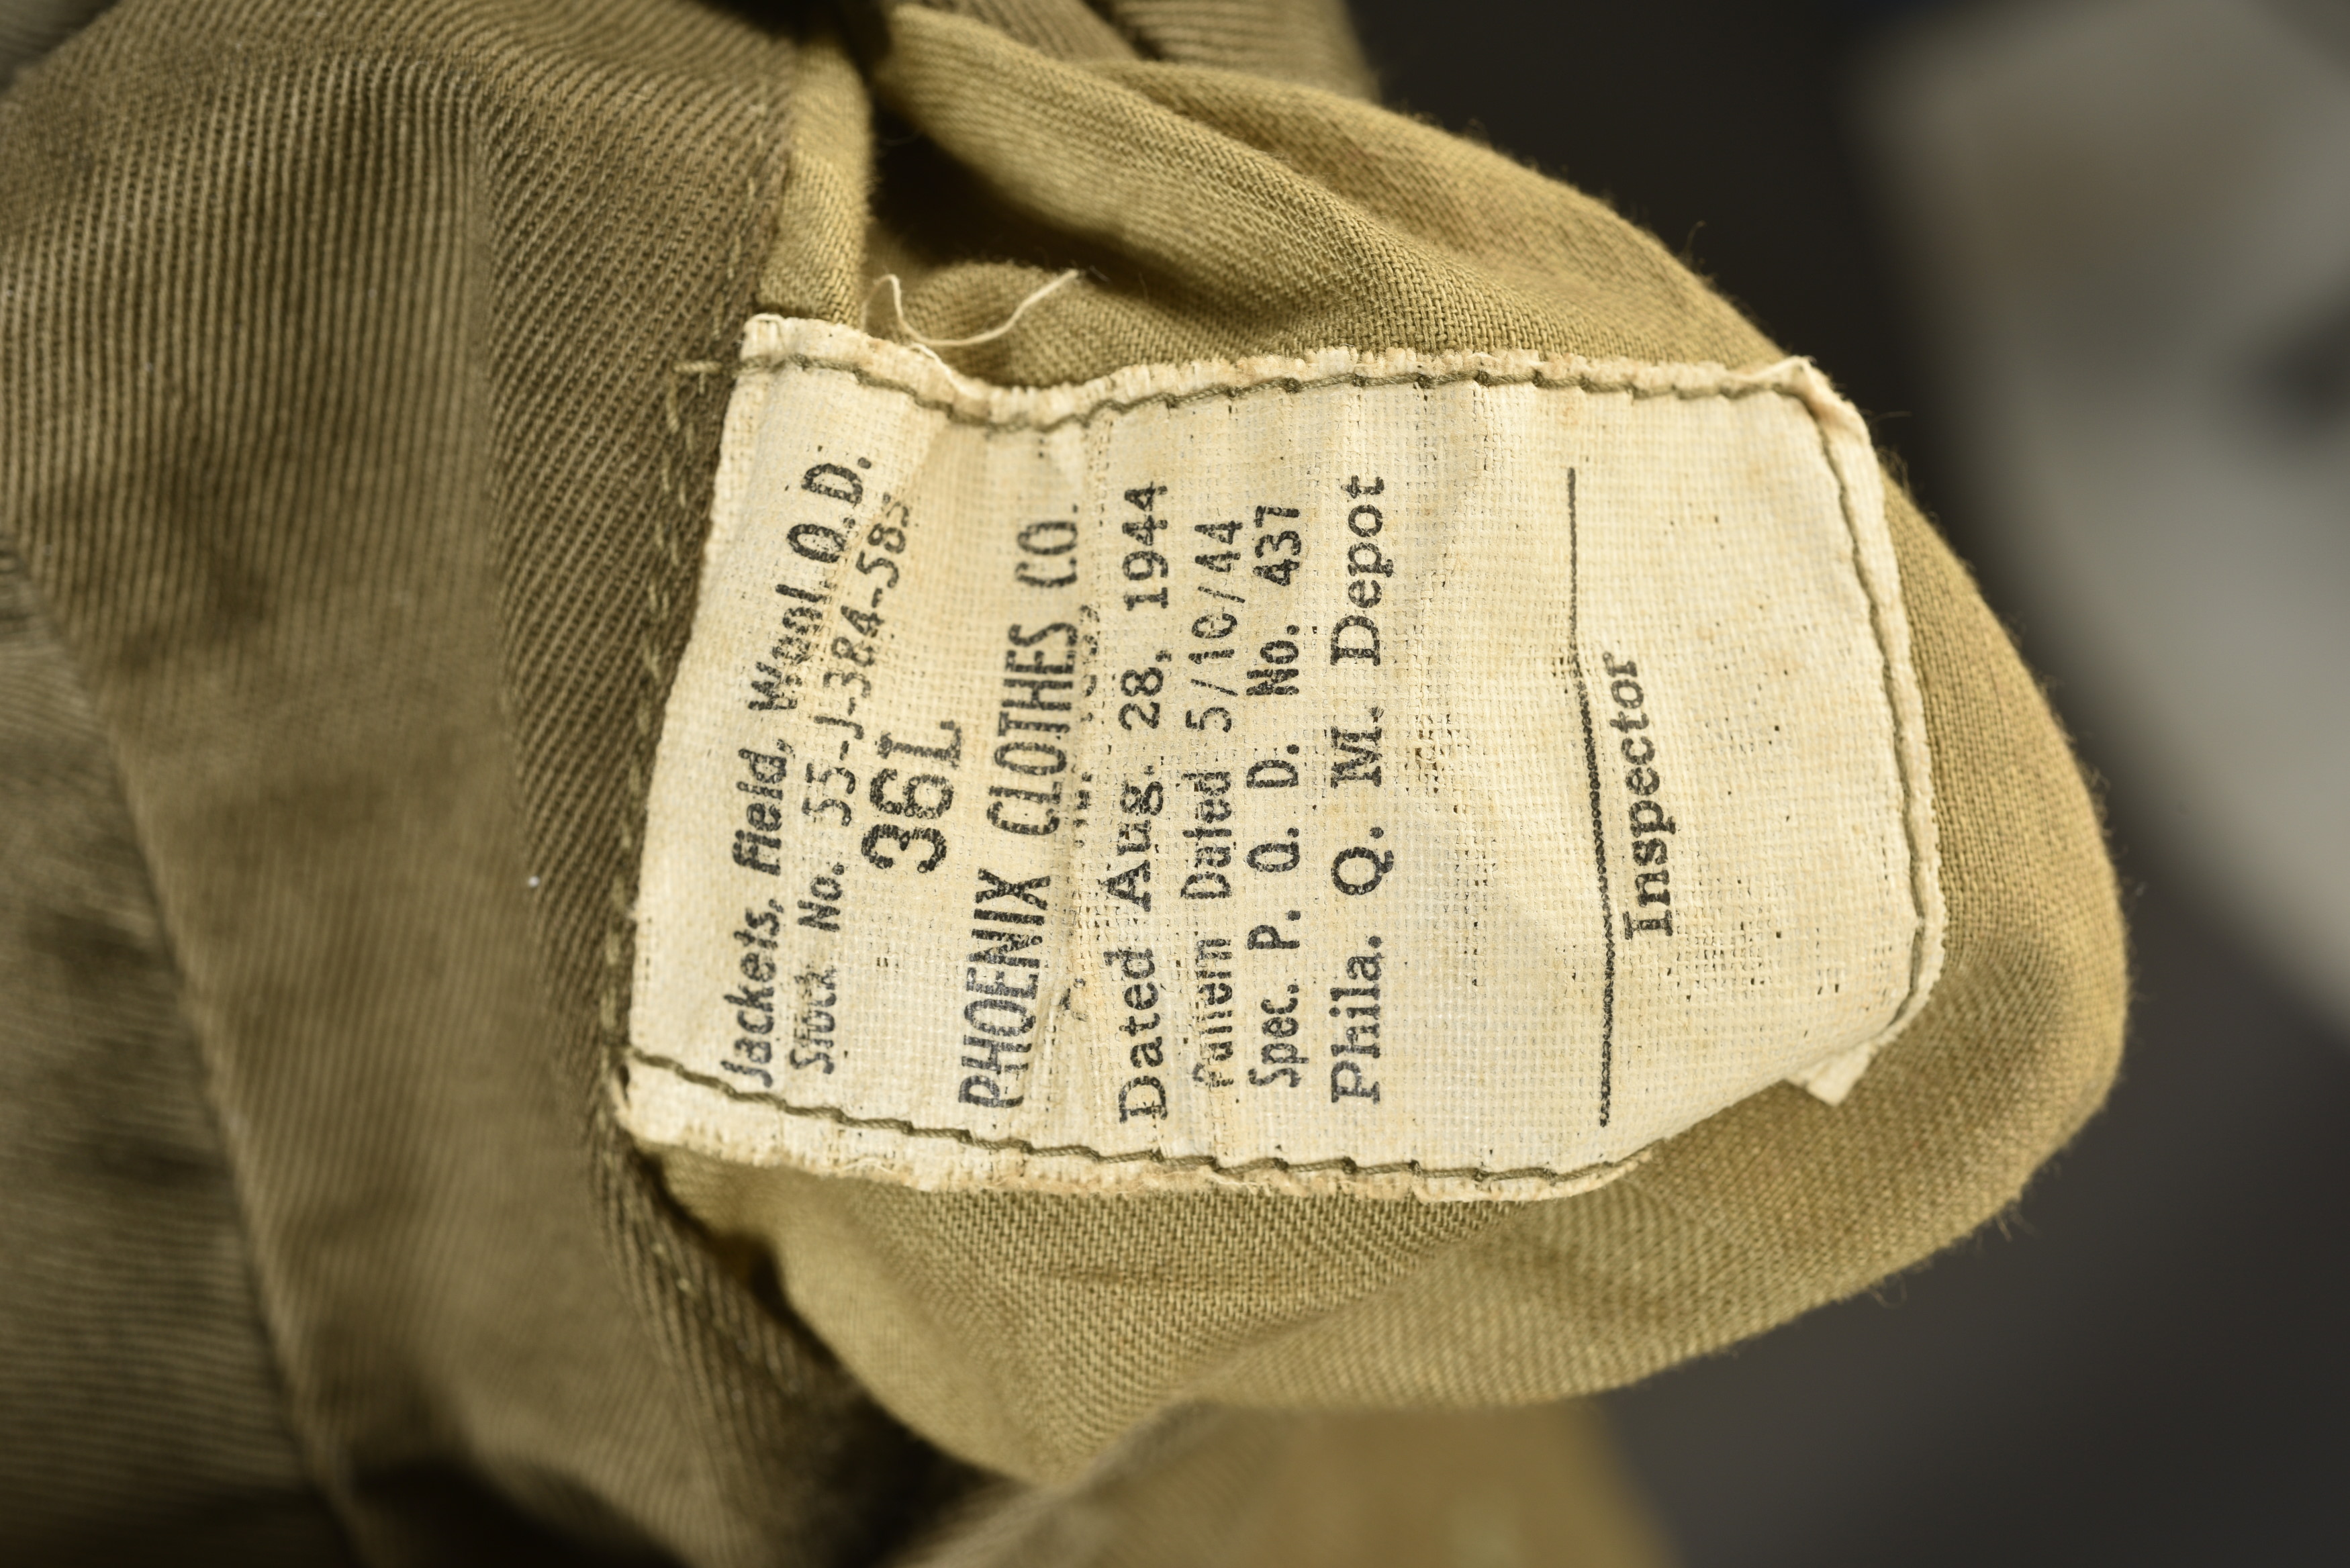 Jackets, Field, Wool, O.D.
Stock No. 55-J-384-585
36L
PHOENIX CLOTHES CO.
Dated Aug. 28, 1944
Pattern Dated 5/10/44
Spec. P. Q. D. No. 437
Phila. Q. M. Depot
Inspector